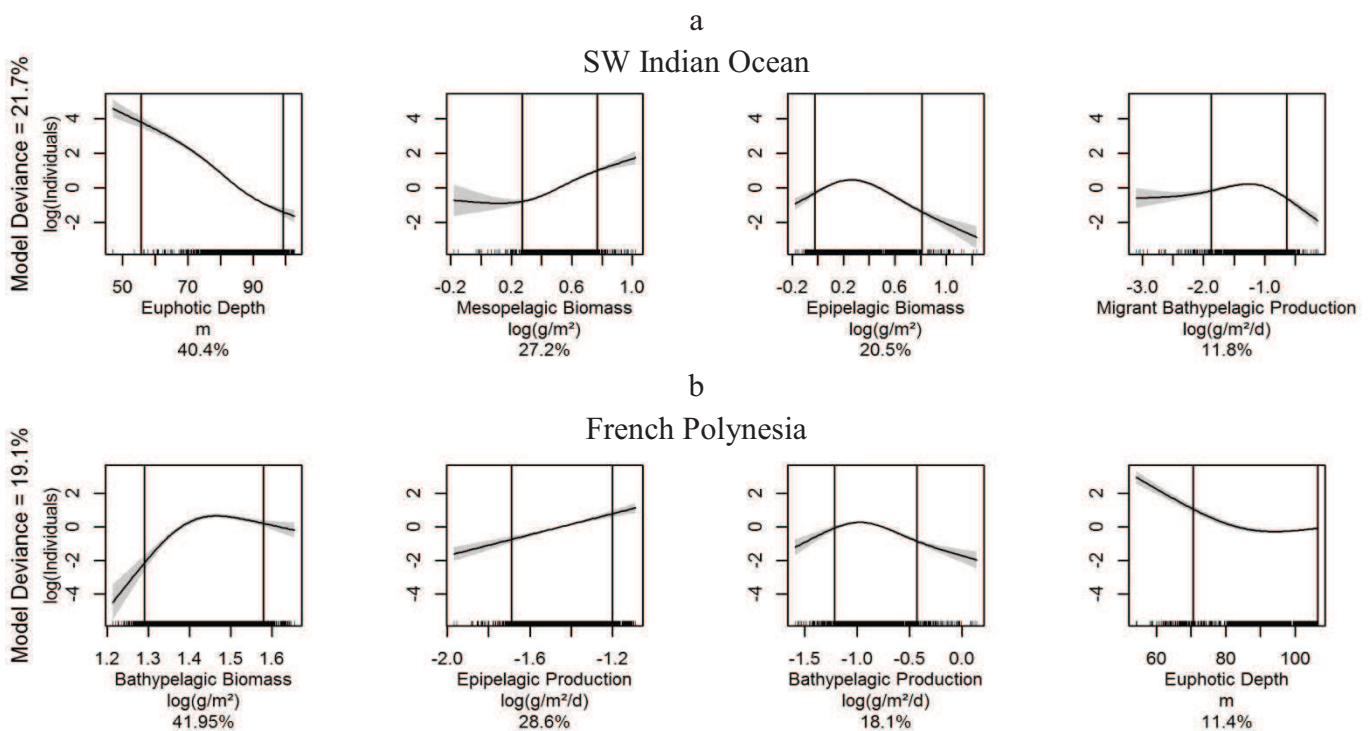 a
SW Indian Ocean
Model Deviance = 21.7%
log(Individuals)
4 2 0 -2
4 2 0 -2
4 2 0 -2
4 2 0 -2
50 70 90
-0.2 0.2 0.6 1.0
-0.2 0.2 0.6 1.0
-3.0 -2.0 -1.0
Euphotic Depth
m
40.4%
Mesopelagic Biomass
log(g/m²)
27.2%
Epipelagic Biomass
log(g/m²)
20.5%
Migrant Bathypelagic Production
log(g/m²/d)
11.8%
b
French Polynesia
Model Deviance = 19.1%
log(Individuals)
2 0 -2 -4
2 0 -2 -4
2 0 -2 -4
2 0 -2 -4
1.2 1.3 1.4 1.5 1.6
-2.0 -1.6 -1.2
-1.5 -1.0 -0.5 0.0
60 80 100
Bathypelagic Biomass
log(g/m²)
41.95%
Epipelagic Production
log(g/m²/d)
28.6%
Bathypelagic Production
log(g/m²/d)
18.1%
Euphotic Depth
m
11.4%